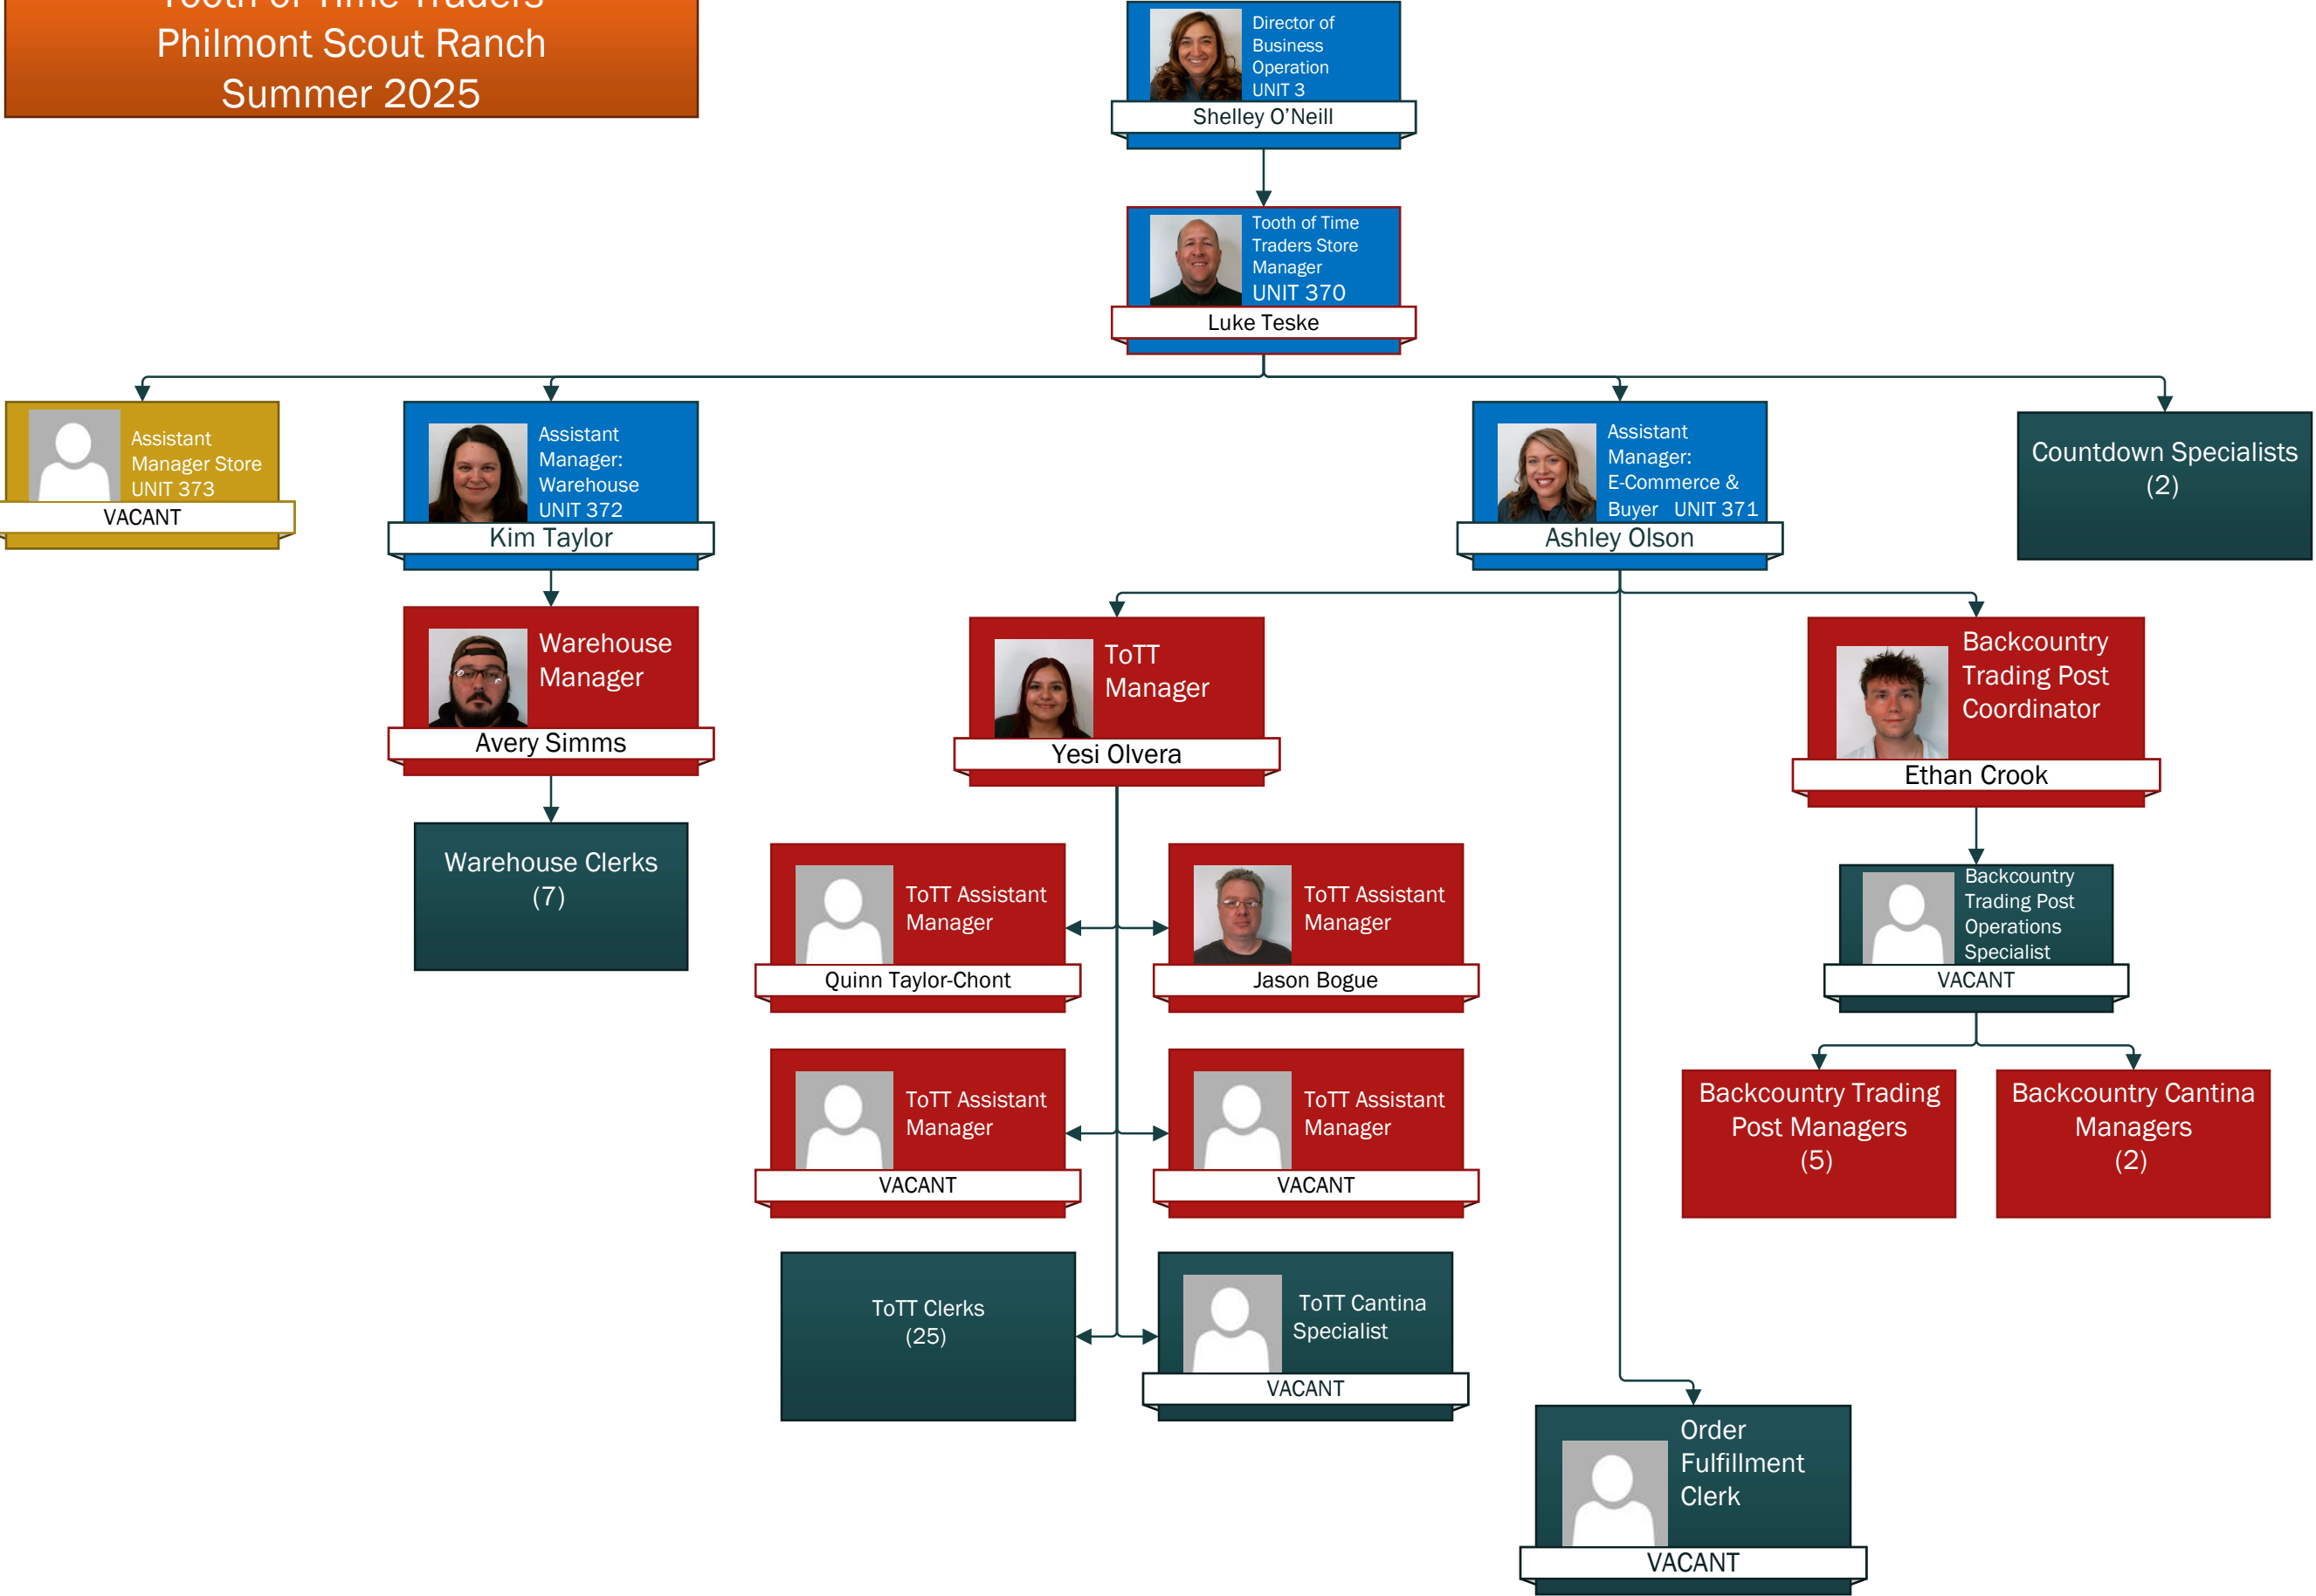 Tooth of Time Traders
Philmont Scout Ranch
Summer 2025
Director of
Business
Operation
UNIT 3
Shelley O’Neill
Tooth of Time
Traders Store
Manager
UNIT 370
Luke Teske
Assistant
Manager Store
UNIT 373
VACANT
Assistant
Manager:
Warehouse
UNIT 372
Kim Taylor
Assistant
Manager:
E-Commerce &
Buyer UNIT 371
Ashley Olson
Countdown Specialists
(2)
Warehouse
Manager
Avery Simms
ToTT
Manager
Yesi Olvera
Backcountry
Trading Post
Coordinator
Ethan Crook
Warehouse Clerks
(7)
ToTT Assistant
Manager
Quinn Taylor-Chont
ToTT Assistant
Manager
Jason Bogue
Backcountry
Trading Post
Operations
Specialist
VACANT
ToTT Assistant
Manager
VACANT
ToTT Assistant
Manager
VACANT
Backcountry Trading
Post Managers
(5)
Backcountry Cantina
Managers
(2)
ToTT Clerks
(25)
ToTT Cantina
Specialist
VACANT
Order
Fulfillment
Clerk
VACANT